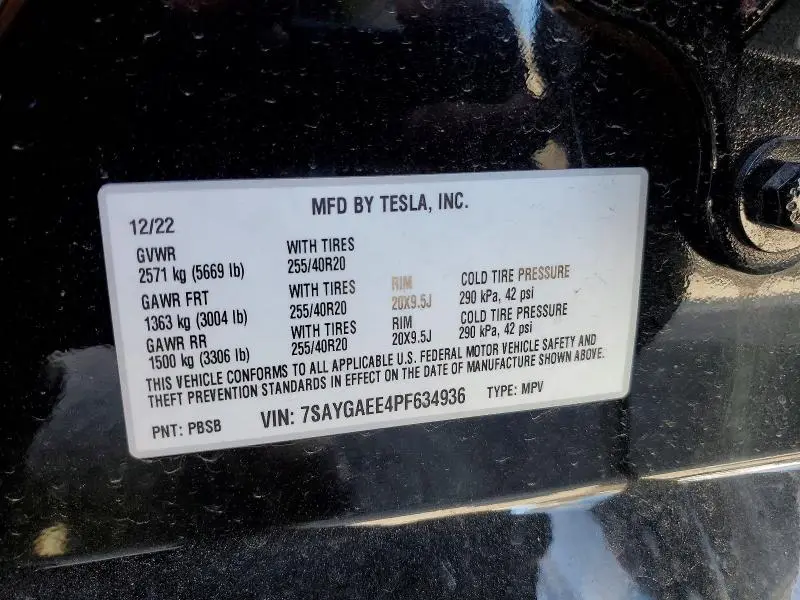 MFD BY TESLA, INC.
12/22
GVWR WITH TIRES
2571 kg (5669 lb) 255/40R20
GAWR FRT WITH TIRES RIM COLD TIRE PRESSURE
1363 kg (3004 lb) 255/40R20 20X9.5J 290 kPa, 42 psi
GAWR RR WITH TIRES RIM COLD TIRE PRESSURE
1500 kg (3306 lb) 255/40R20 20X9.5J 290 kPa, 42 psi
THIS VEHICLE CONFORMS TO ALL APPLICABLE U.S. FEDERAL MOTOR VEHICLE SAFETY AND
THEFT PREVENTION STANDARDS IN EFFECT ON THE DATE OF MANUFACTURE SHOWN ABOVE.
PNT: PBSB VIN: 7SAYGAEE4PF634936 TYPE: MPV